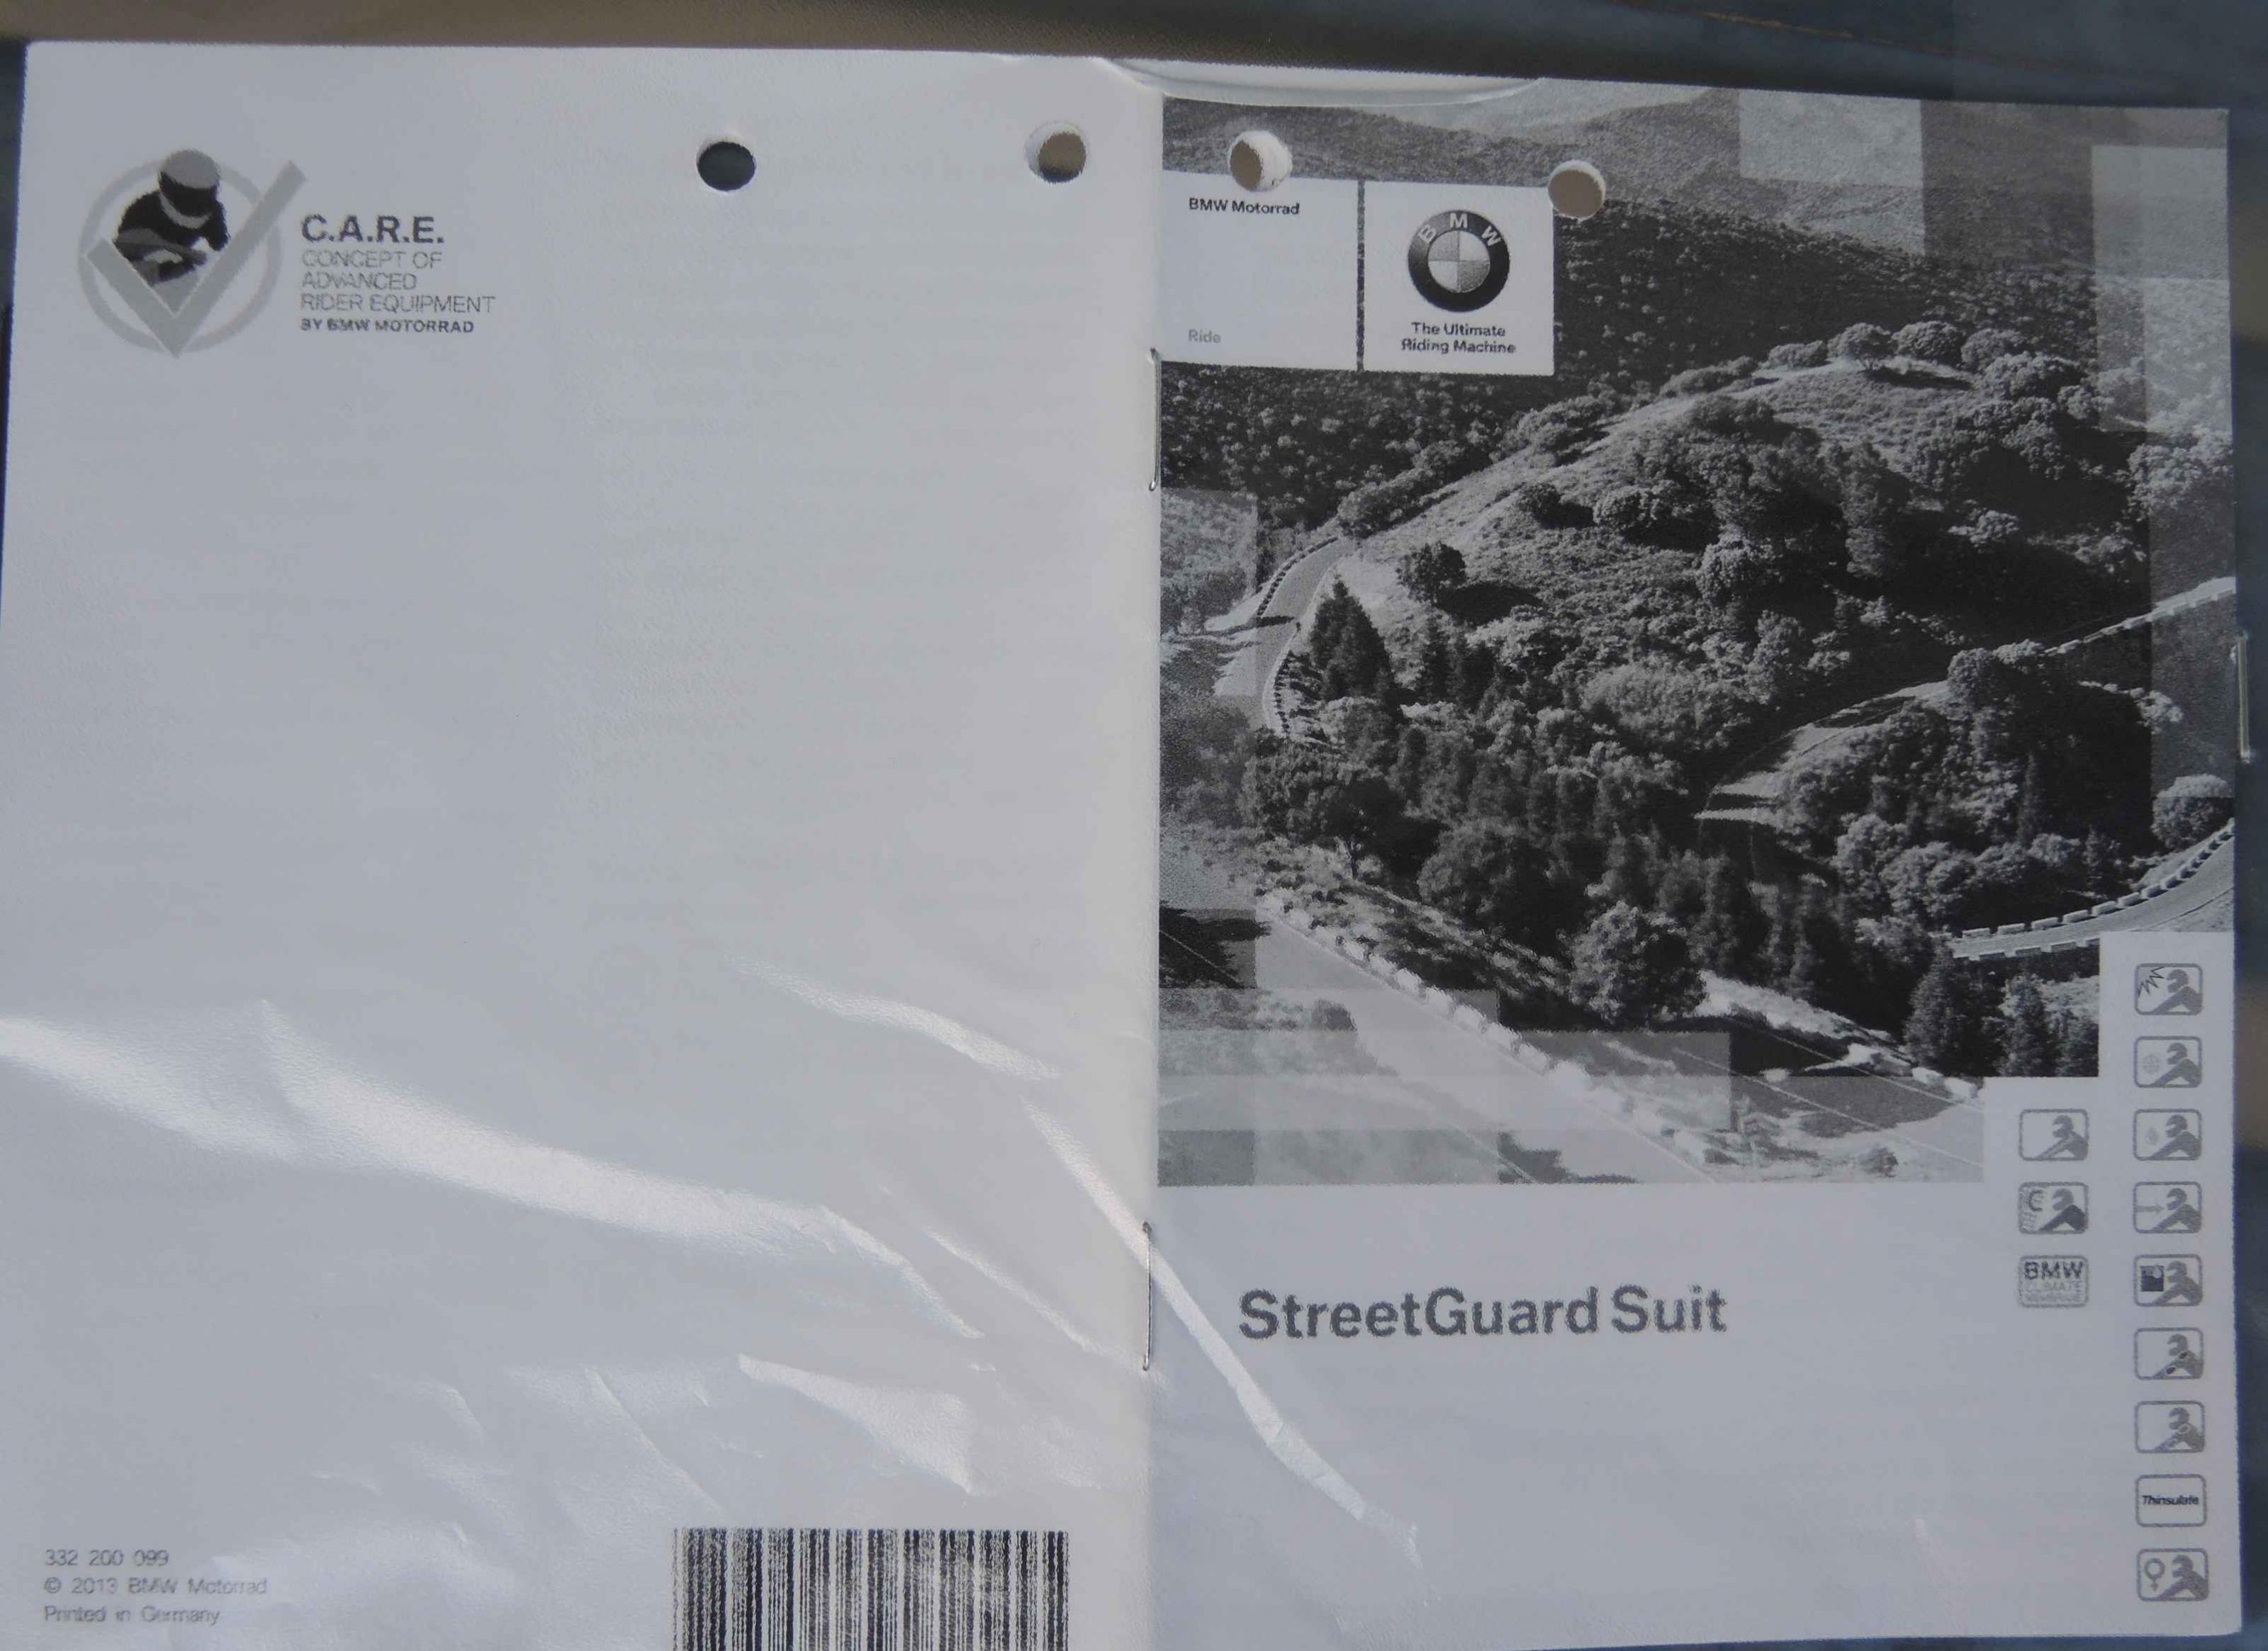 C.A.R.E.
CONCEPT OF
ADVANCED
RIDER EQUIPMENT
BY BMW MOTORRAD
332 200 099
© 2013 BMW Motorrad
Printed in Germany
BMW Motorrad
Ride
BMW
The Ultimate
Riding Machine
StreetGuard Suit
C
BMW
CLIMATE
Thinsulate